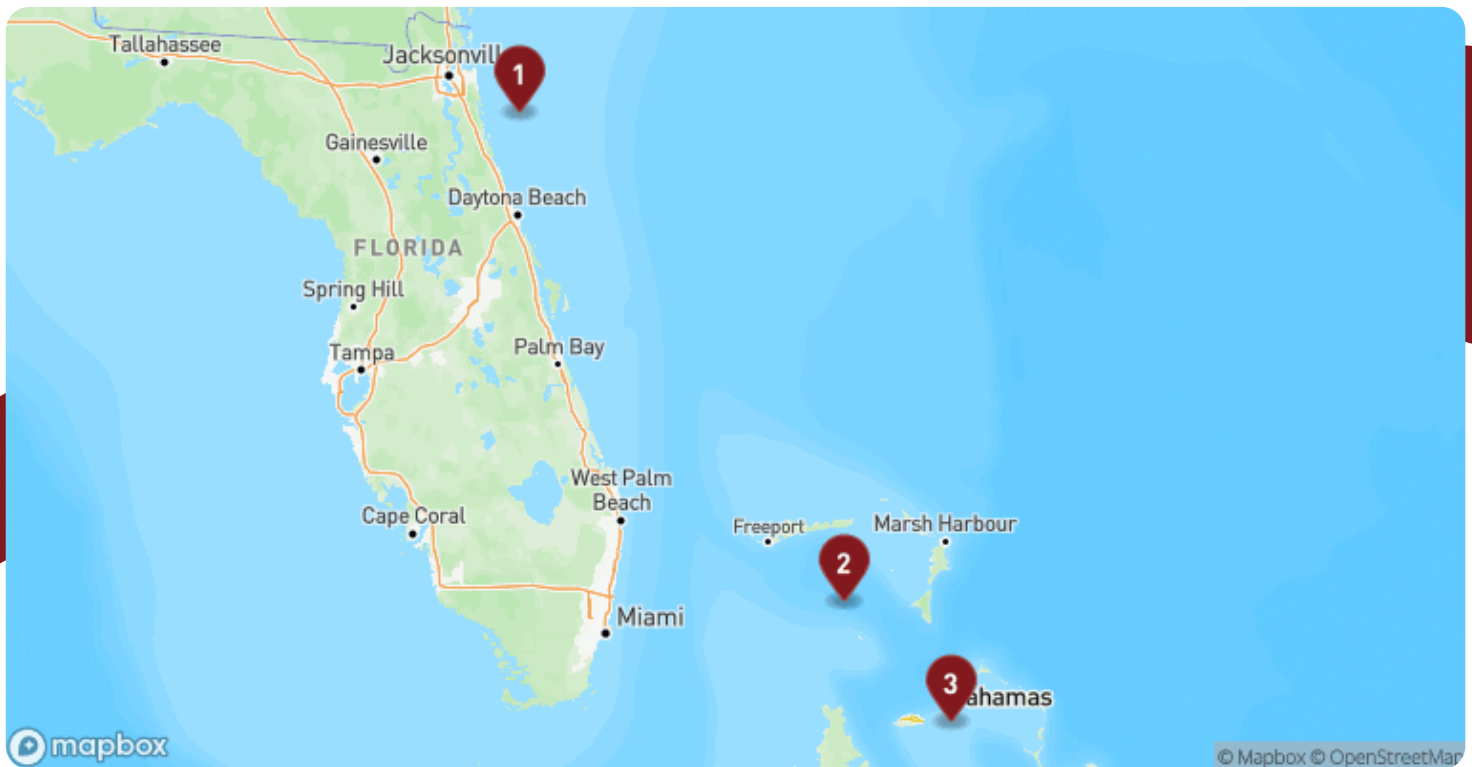 Tallahassee
Jacksonvill
1
Gainesville
Daytona Beach
FLORIDA
Spring Hill
Tampa
Palm Bay
West Palm
Beach
Cape Coral
Freeport
Marsh Harbour
2
Miami
3
ahamas
mapbox
© Mapbox © OpenStreetMap